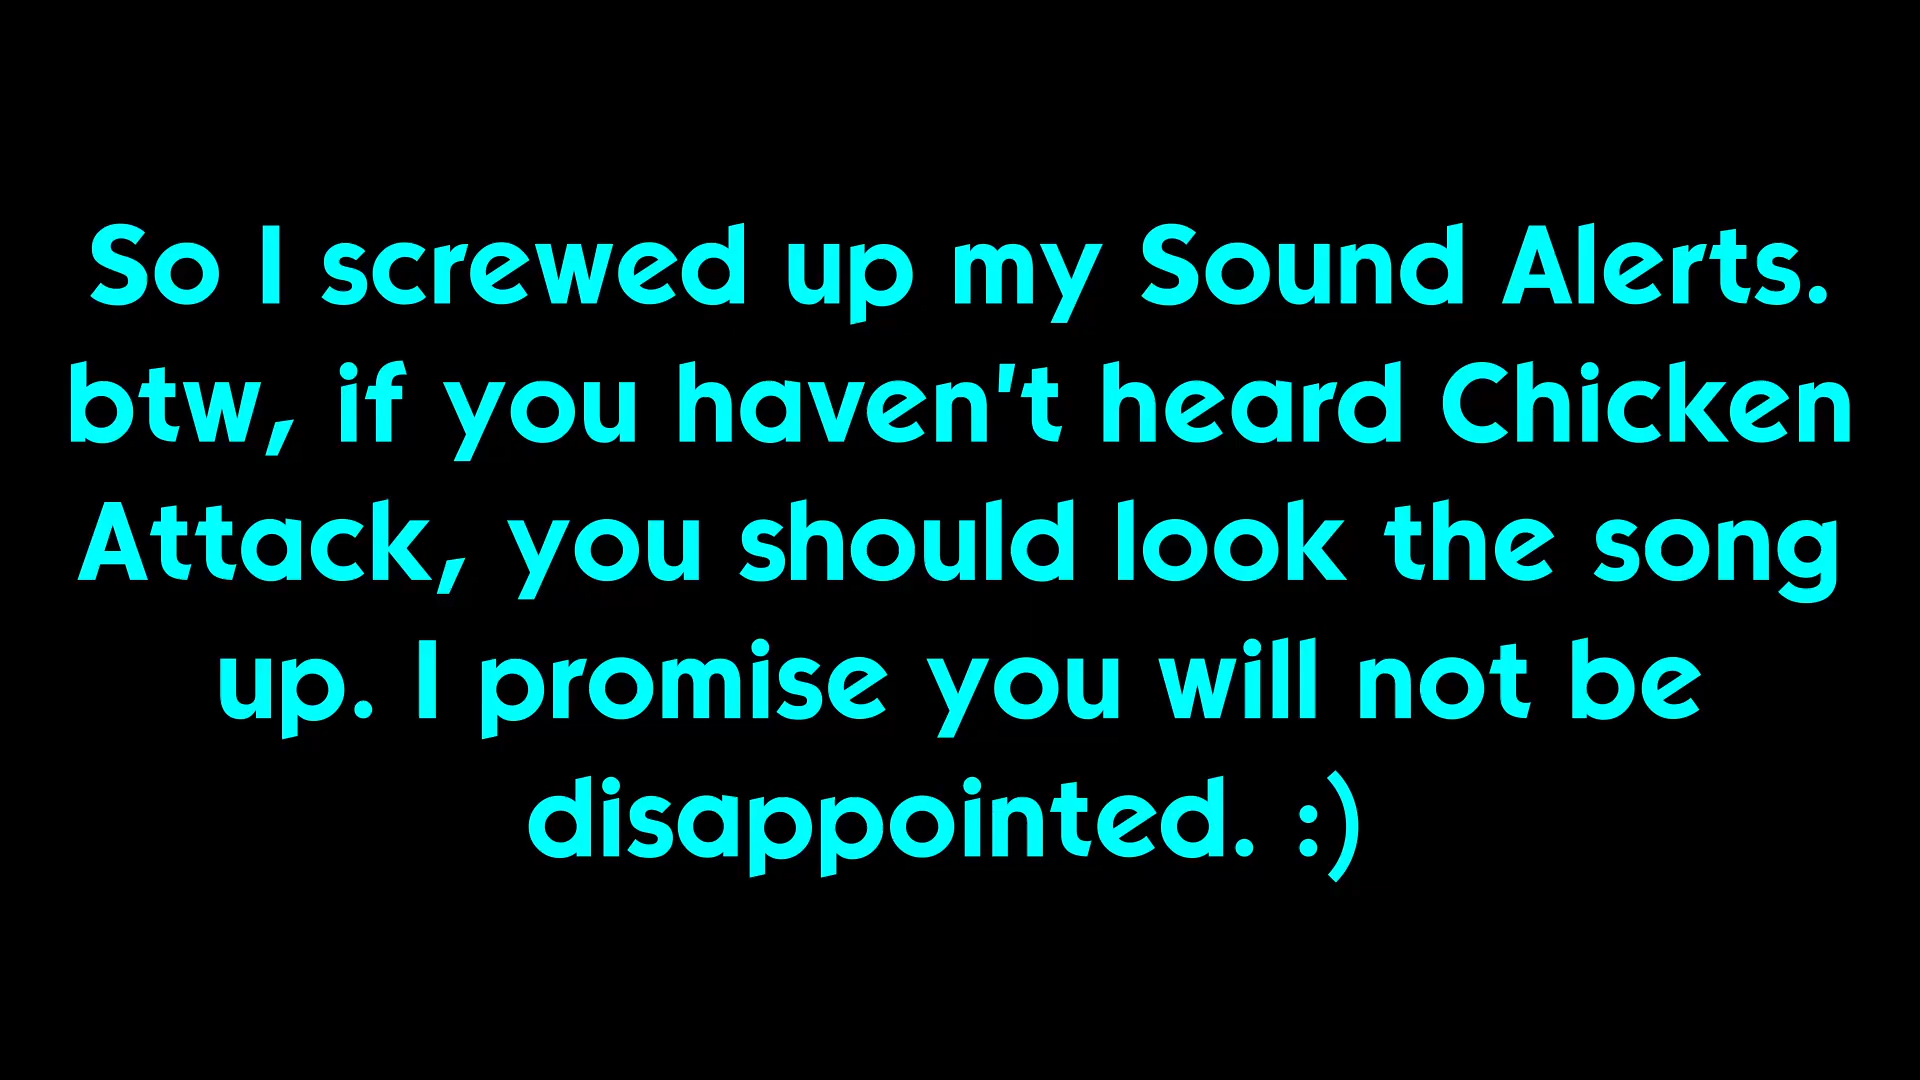 So I screwed up my Sound Alerts.
btw, if you haven't heard Chicken
Attack, you should look the song
up. I promise you will not be
disappointed. :)